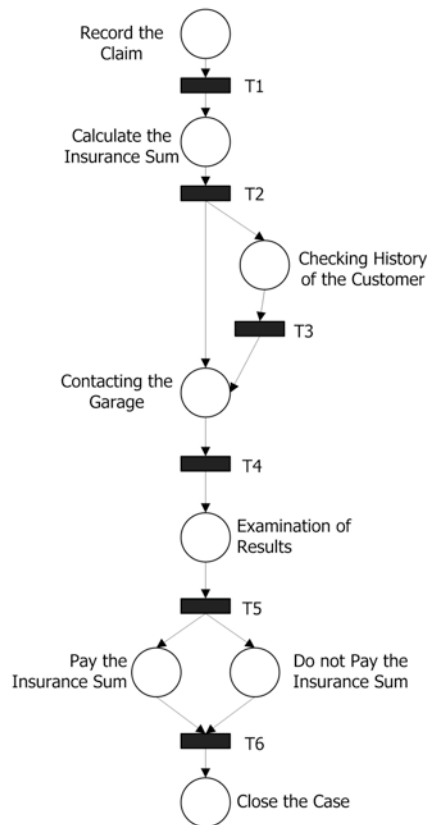 Record the
Claim
T1
Calculate the
Insurance Sum
T2
Checking History
of the Customer
T3
Contacting the
Garage
T4
Examination of
Results
T5
Pay the
Insurance Sum
Do not Pay the
Insurance Sum
T6
Close the Case